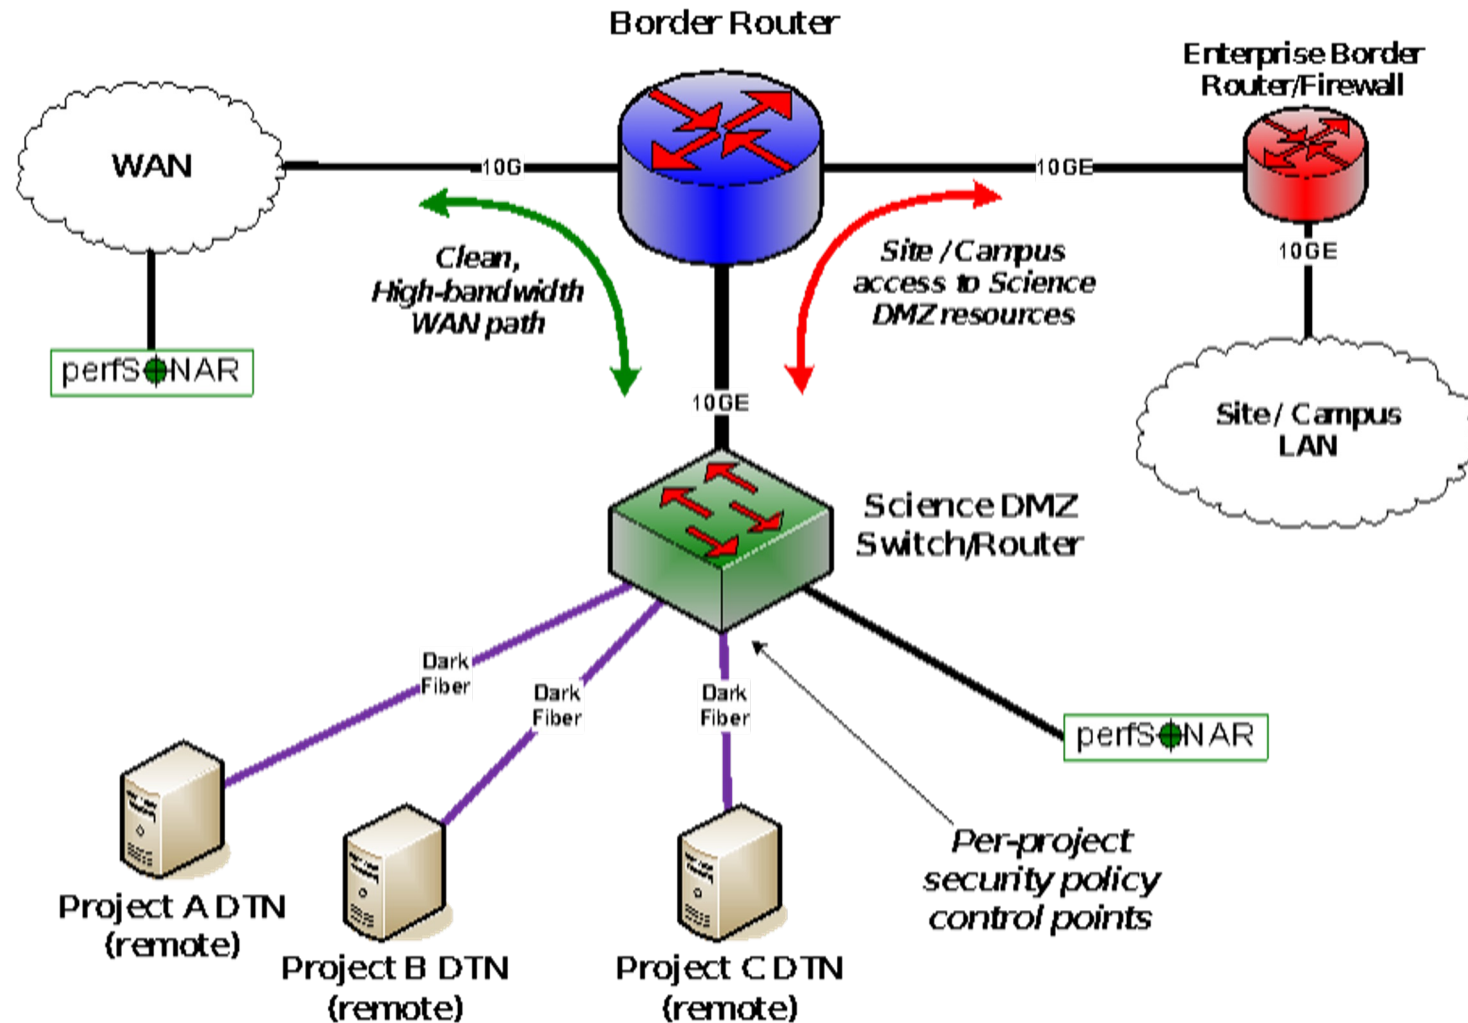 Border Router
Enterprise Border
Router/Firewall
WAN
10G
10GE
10GE
Clean,
High-bandwidth
WAN path
Site / Campus
access to Science
DMZ resources
perfSONAR
10GE
Site / Campus
LAN
Science DMZ
Switch/Router
Dark
Fiber
Dark
Fiber
Dark
Fiber
perfSONAR
Per-project
security policy
control points
Project A DTN
(remote)
Project B DTN
(remote)
Project C DTN
(remote)